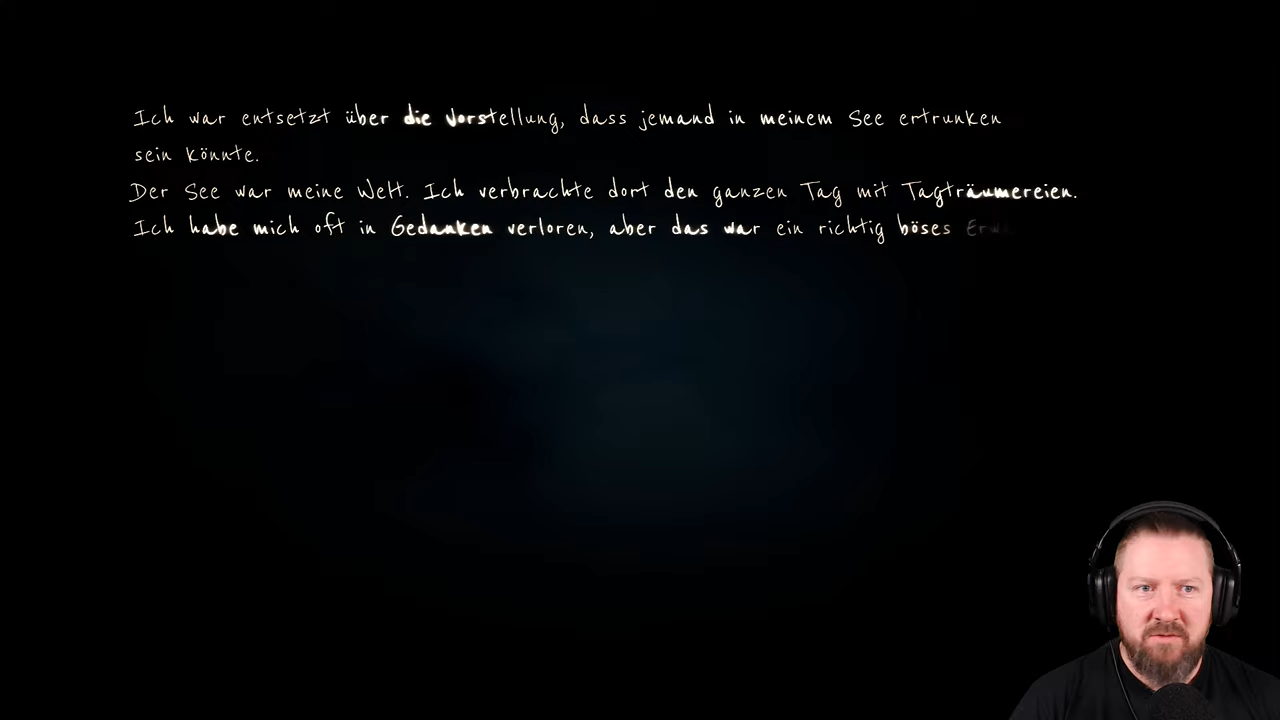 Ich war entsetzt über die Vorstellung, dass jemand in meinem See ertrunken
sein könnte.
Der See war meine Welt. Ich verbrachte dort den ganzen Tag mit Tagträumereien.
Ich habe mich oft in Gedanken verloren, aber das war ein richtig böses